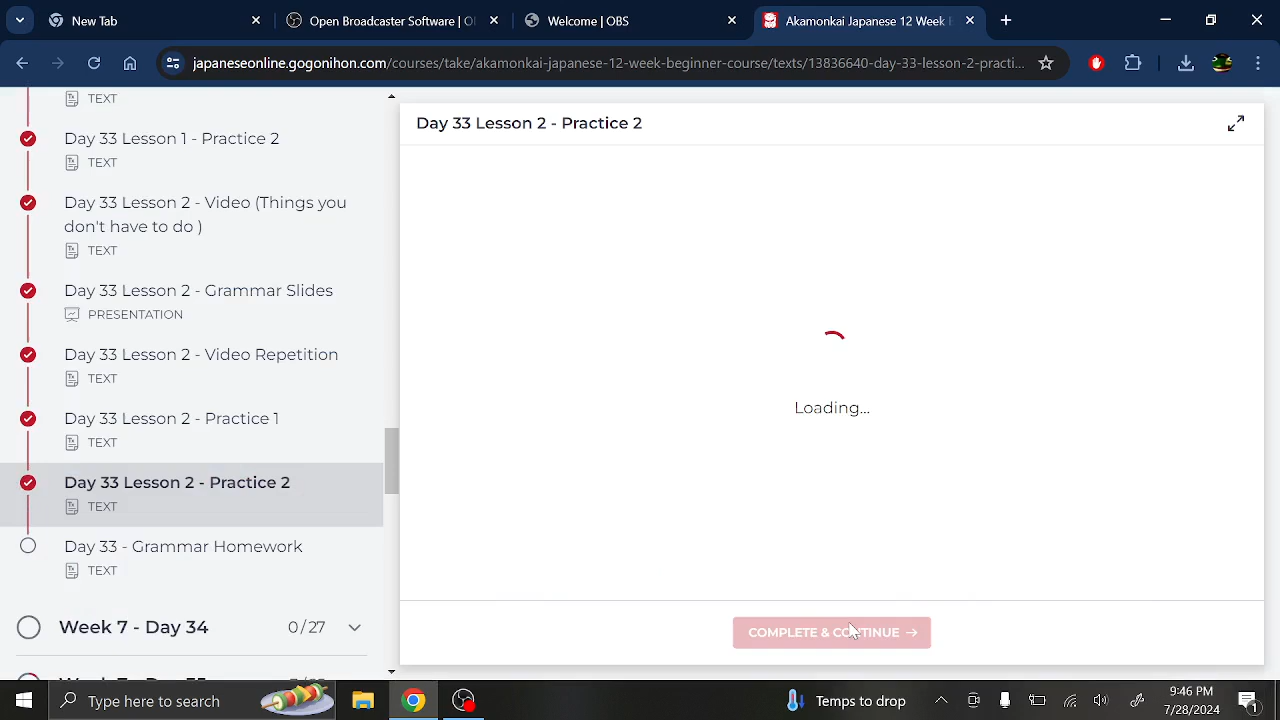 New Tab
Open Broadcaster Software | O
Welcome | OBS
Akamonkai Japanese 12 Week
japaneseonline.gogonihon.com/courses/take/akamonkai-japanese-12-week-beginner-course/texts/13836640-day-33-lesson-2-practi...
TEXT
Day 33 Lesson 1 - Practice 2
TEXT
Day 33 Lesson 2 - Video (Things you
don't have to do )
TEXT
Day 33 Lesson 2 - Grammar Slides
PRESENTATION
Day 33 Lesson 2 - Video Repetition
TEXT
Day 33 Lesson 2 - Practice 1
TEXT
Day 33 Lesson 2 - Practice 2
TEXT
Day 33 - Grammar Homework
TEXT
Week 7 - Day 34
0/27
Day 33 Lesson 2 - Practice 2
Loading...
COMPLETE & CONTINUE
Type here to search
Temps to drop
9:46 PM
7/28/2024